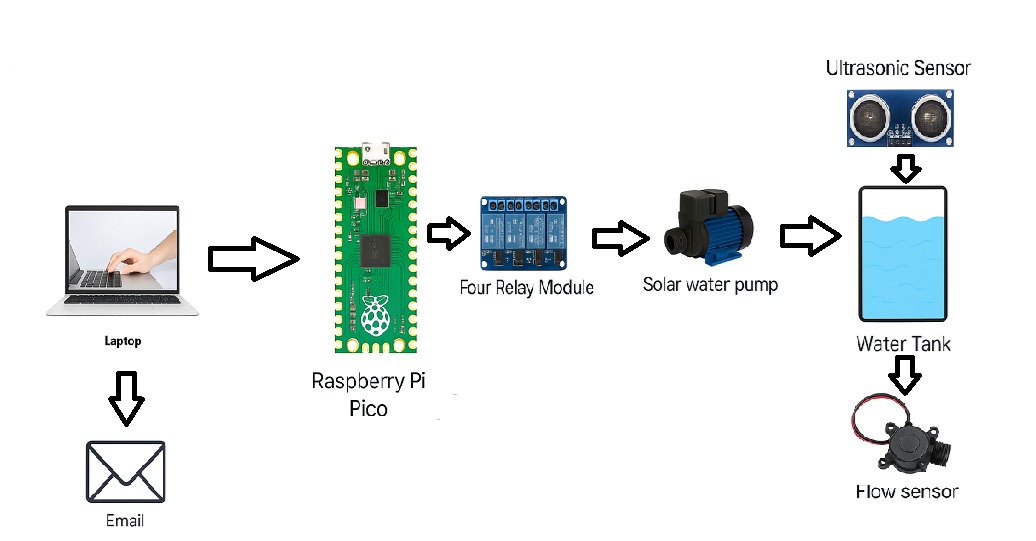 Ultrasonic Sensor
Four Relay Module
Solar water pump
Laptop
Water Tank
Raspberry Pi
Pico
Flow sensor
Email